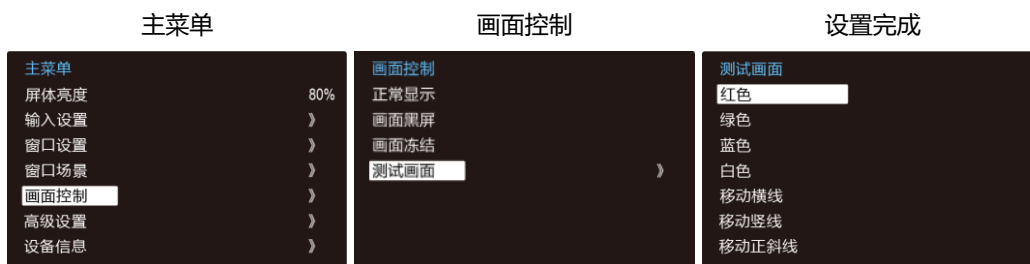 主菜单
画面控制
设置完成
主菜单
屏体亮度 80%
输入设置 》
窗口设置 》
窗口场景 》
画面控制 》
高级设置 》
设备信息 》
画面控制
正常显示
画面黑屏
画面冻结
测试画面 》
测试画面
红色
绿色
蓝色
白色
移动横线
移动竖线
移动正斜线